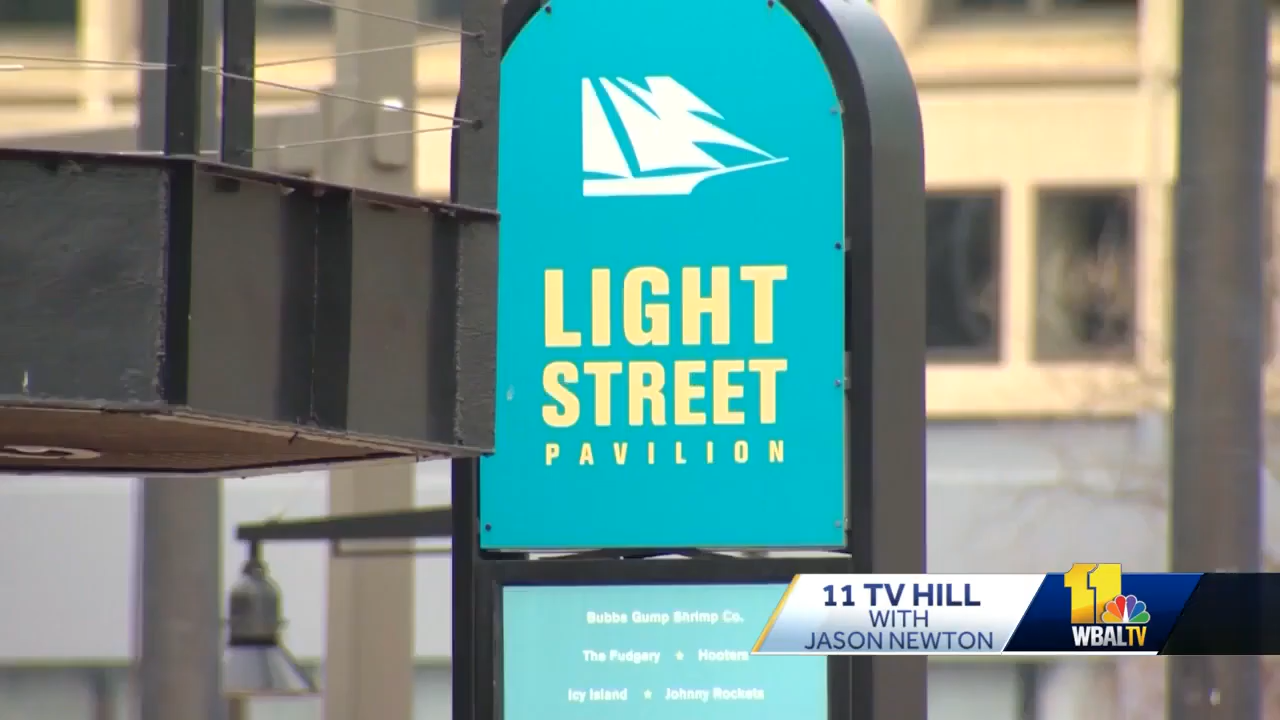 LIGHT
STREET
PAVILION
Bubba Gump Shrimp Co.
The Fudgery ★ Hooters
Icy Island ★ Johnny Rockets
11 TV HILL
WITH
JASON NEWTON
11
WBALTV